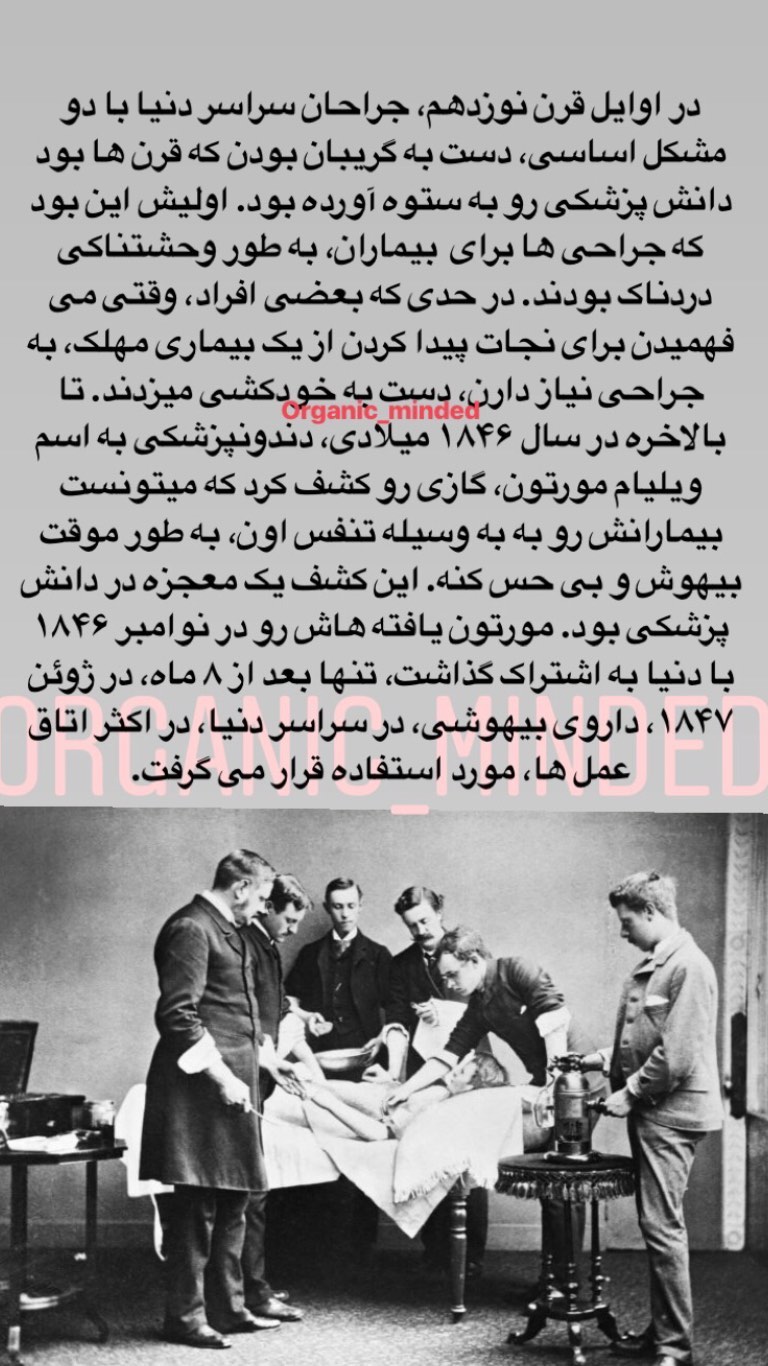 در اوایل قرن نوزدهم، جراحان سراسر دنیا با دو
مشکل اساسی، دست به گریبان بودن که قرن ها بود
دانش پزشکی رو به ستوه آورده بود. اولیش این بود
که جراحی ها برای بیماران، به طور وحشتناکی
دردناک بودند. در حدی که بعضی افراد، وقتی می
فهمیدن برای نجات پیدا کردن از یک بیماری مهلک، به
جراحی نیاز دارن، دست به خودکشی میزدند. تا
Organic_minded
بالاخره در سال ۱۸۴۶ میلادی، دندونپزشکی به اسم
ویلیام مورتون، گازی رو کشف کرد که میتونست
بیمارانش رو به به وسیله تنفس اون، به طور موقت
بیهوش و بی حس کنه. این کشف یک معجزه در دانش
پزشکی بود. مورتون یافته هاش رو در نوامبر ۱۸۴۶
با دنیا به اشتراک گذاشت، تنها بعد از ۸ ماه، در ژوئن
۱۸۴۷، داروی بیهوشی، در سراسر دنیا، در اکثر اتاق
ORGANIC_MINDED
عمل ها، مورد استفاده قرار می گرفت.